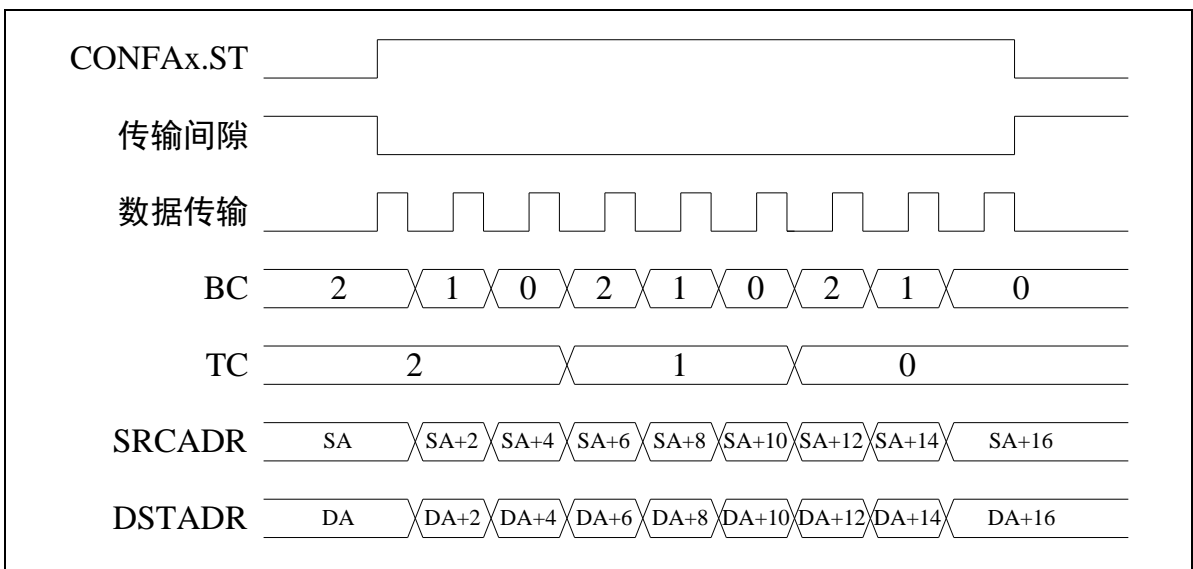 CONFAx.ST
传输间隙
数据传输
BC 2 1 0 2 1 0 2 1 0
TC 2 1 0
SRCADR SA SA+2 SA+4 SA+6 SA+8 SA+10 SA+12 SA+14 SA+16
DSTADR DA DA+2 DA+4 DA+6 DA+8 DA+10 DA+12 DA+14 DA+16